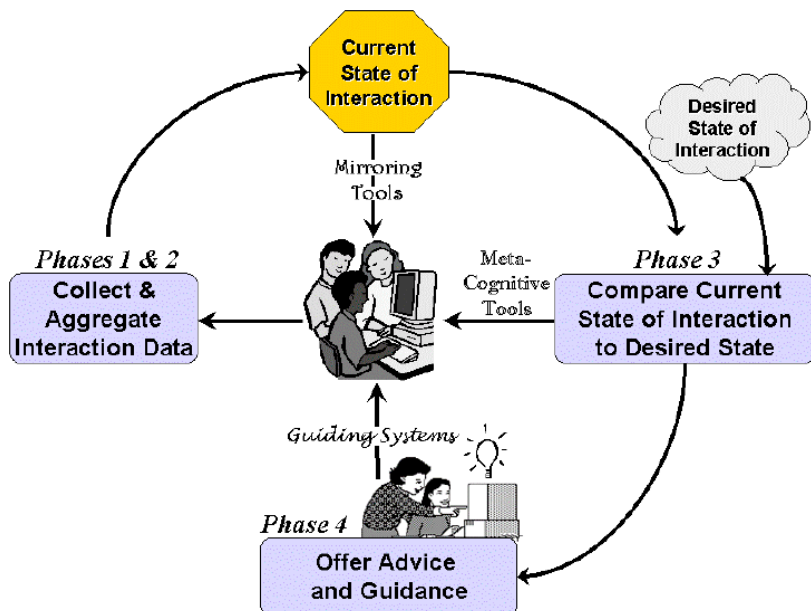 Current
State of
Interaction
Desired
State of
Interaction
Mirroring
Tools
Phases 1 & 2
Collect &
Aggregate
Interaction Data
Meta-
Cognitive
Tools
Phase 3
Compare Current
State of Interaction
to Desired State
Guiding Systems
Phase 4
Offer Advice
and Guidance